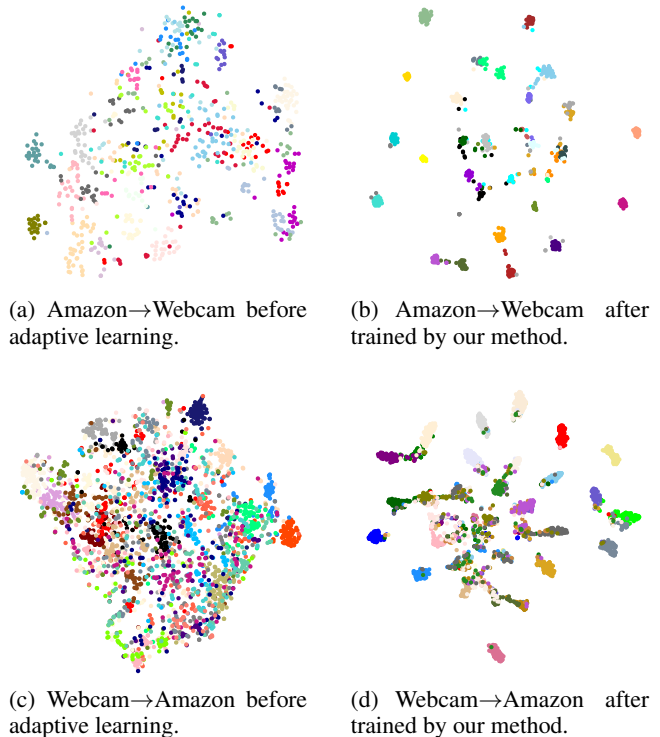 (a) Amazon→Webcam before
adaptive learning.
(b) Amazon→Webcam after
trained by our method.
(c) Webcam→Amazon before
adaptive learning.
(d) Webcam→Amazon after
trained by our method.